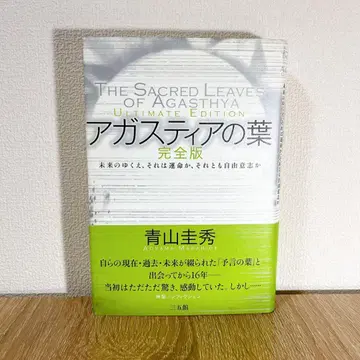 THE SACRED LEAVES
OF AGASTHYA
ULTIMATE EDITION
アガスティアの葉
完全版
未来のゆくえ、それは運命か、それとも自由意志か
青山圭秀
AOYAMA MASAHIDE
自らの現在・過去・未来が綴られた「予言の葉」と
出会ってから16年――
当初はただただ驚き、感動していた。しかし――
三五館